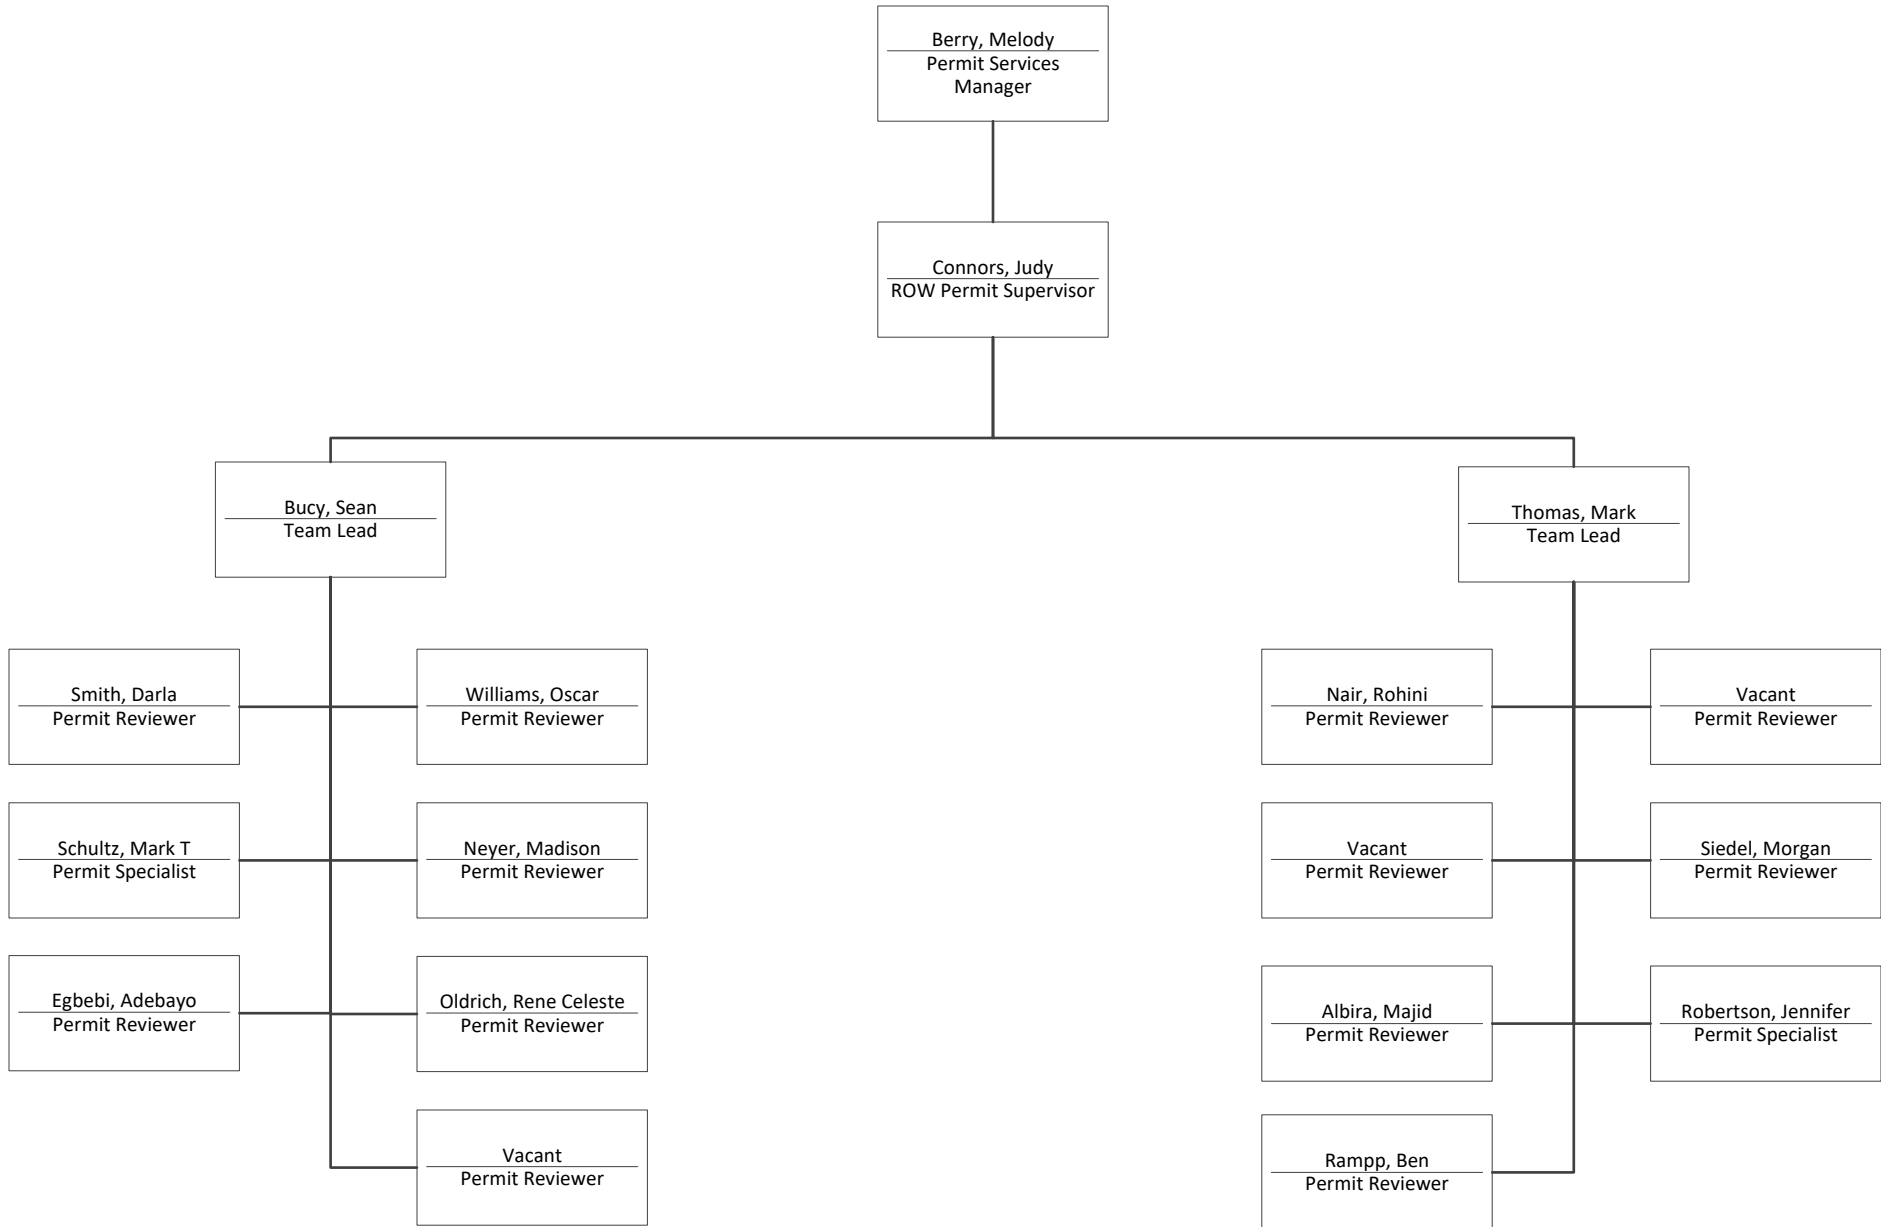 Berry, Melody
Permit Services
Manager
Connors, Judy
ROW Permit Supervisor
Bucy, Sean
Team Lead
Thomas, Mark
Team Lead
Smith, Darla
Permit Reviewer
Williams, Oscar
Permit Reviewer
Nair, Rohini
Permit Reviewer
Vacant
Permit Reviewer
Schultz, Mark T
Permit Specialist
Neyer, Madison
Permit Reviewer
Vacant
Permit Reviewer
Siedel, Morgan
Permit Reviewer
Egbebi, Adebayo
Permit Reviewer
Oldrich, Rene Celeste
Permit Reviewer
Albira, Majid
Permit Reviewer
Robertson, Jennifer
Permit Specialist
Vacant
Permit Reviewer
Rampp, Ben
Permit Reviewer